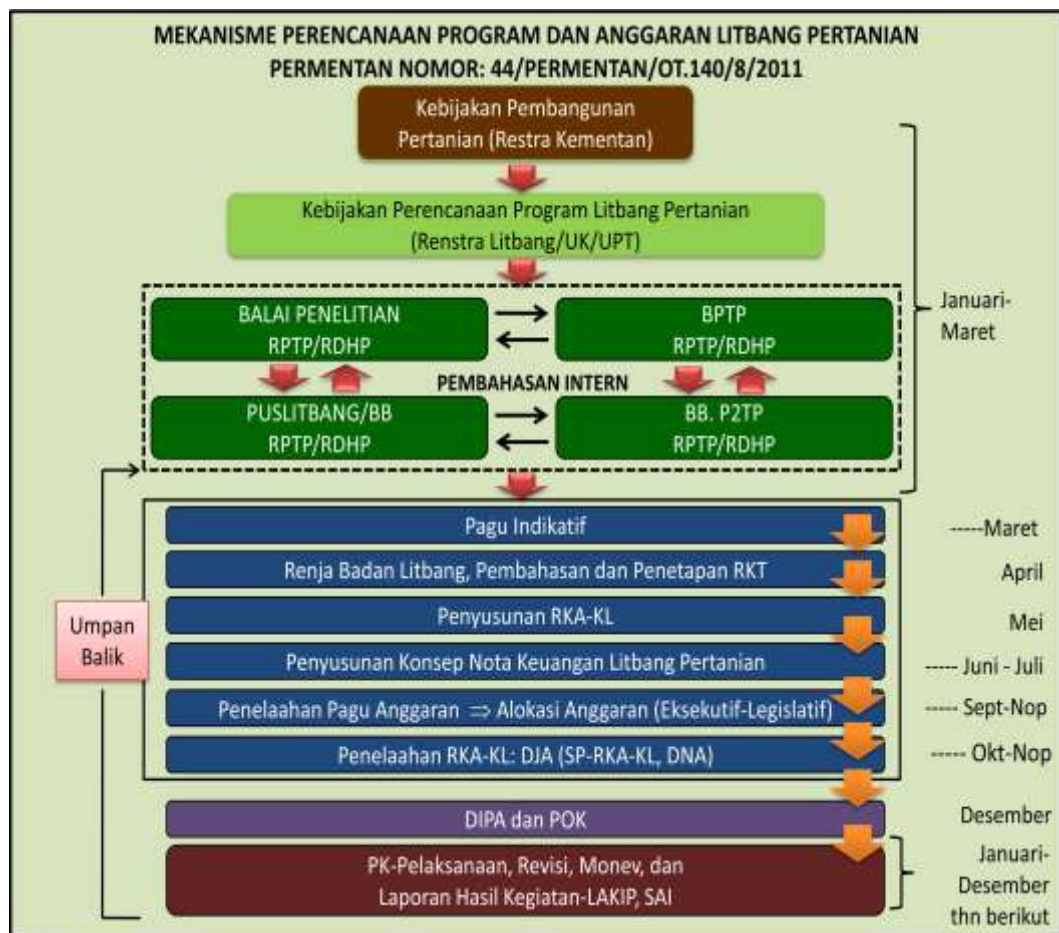 MEKANISME PERENCANAAN PROGRAM DAN ANGGARAN LITBANG PERTANIAN
PERMENTAN NOMOR: 44/PERMENTAN/OT.140/8/2011
Kebijakan Pembangunan
Pertanian (Restra Kementan)
Kebijakan Perencanaan Program Litbang Pertanian
(Renstra Litbang/UK/UPT)
Januari-
Maret
BALAI PENELITIAN
RPTP/RDHP
BPTP
RPTP/RDHP
PEMBAHASAN INTERN
PUSLITBANG/BB
RPTP/RDHP
BB. P2TP
RPTP/RDHP
Pagu Indikatif
-----Maret
Renja Badan Litbang, Pembahasan dan Penetapan RKT
April
Penyusunan RKA-KL
Mei
Umpan
Balik
Penyusunan Konsep Nota Keuangan Litbang Pertanian
----- Juni - Juli
Penelaahan Pagu Anggaran ⇒ Alokasi Anggaran (Eksekutif-Legislatif)
----- Sept-Nop
Penelaahan RKA-KL: DJA (SP-RKA-KL, DNA)
----- Okt-Nop
DIPA dan POK
Desember
PK-Pelaksanaan, Revisi, Monev, dan
Laporan Hasil Kegiatan-LAKIP, SAI
Januari-
Desember
thn berikut